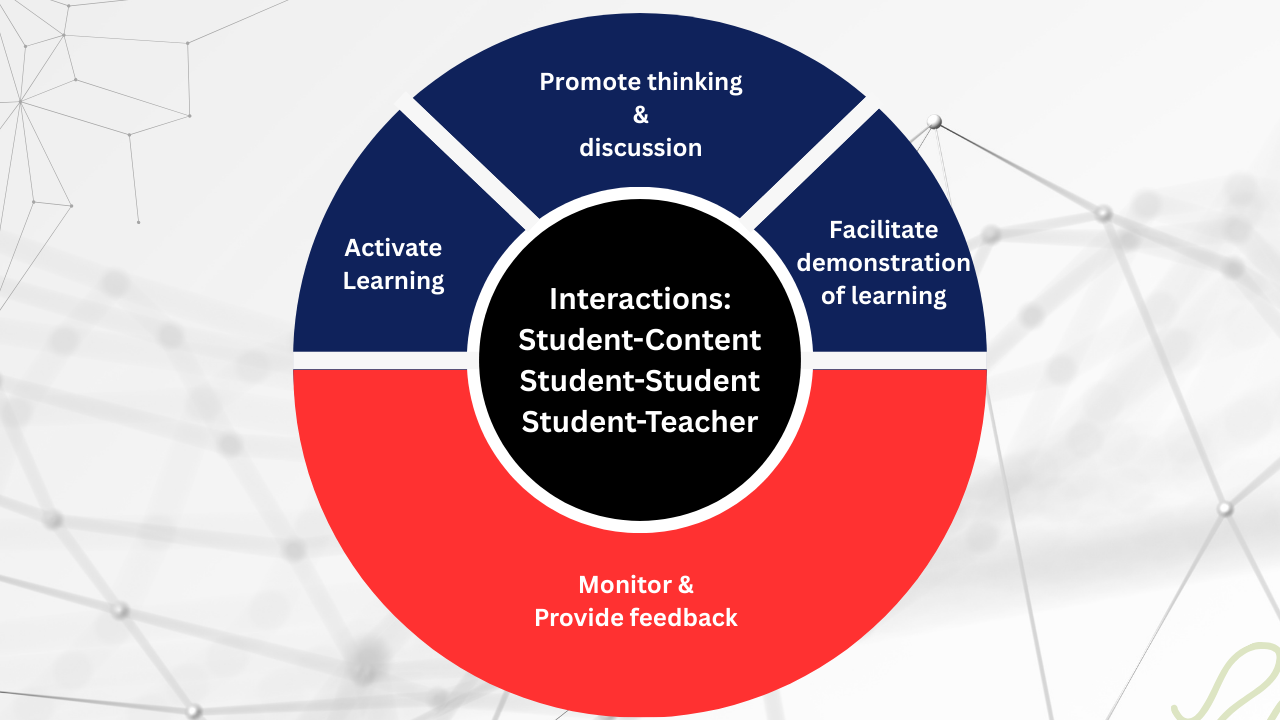 Promote thinking
&
discussion
Activate
Learning
Facilitate
demonstration
of learning
Interactions:
Student-Content
Student-Student
Student-Teacher
Monitor &
Provide feedback